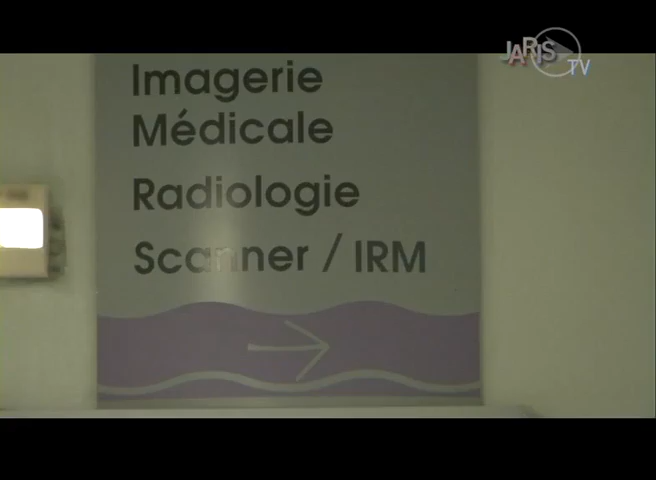 JARIS
TV
Imagerie
Médicale
Radiologie
Scanner / IRM